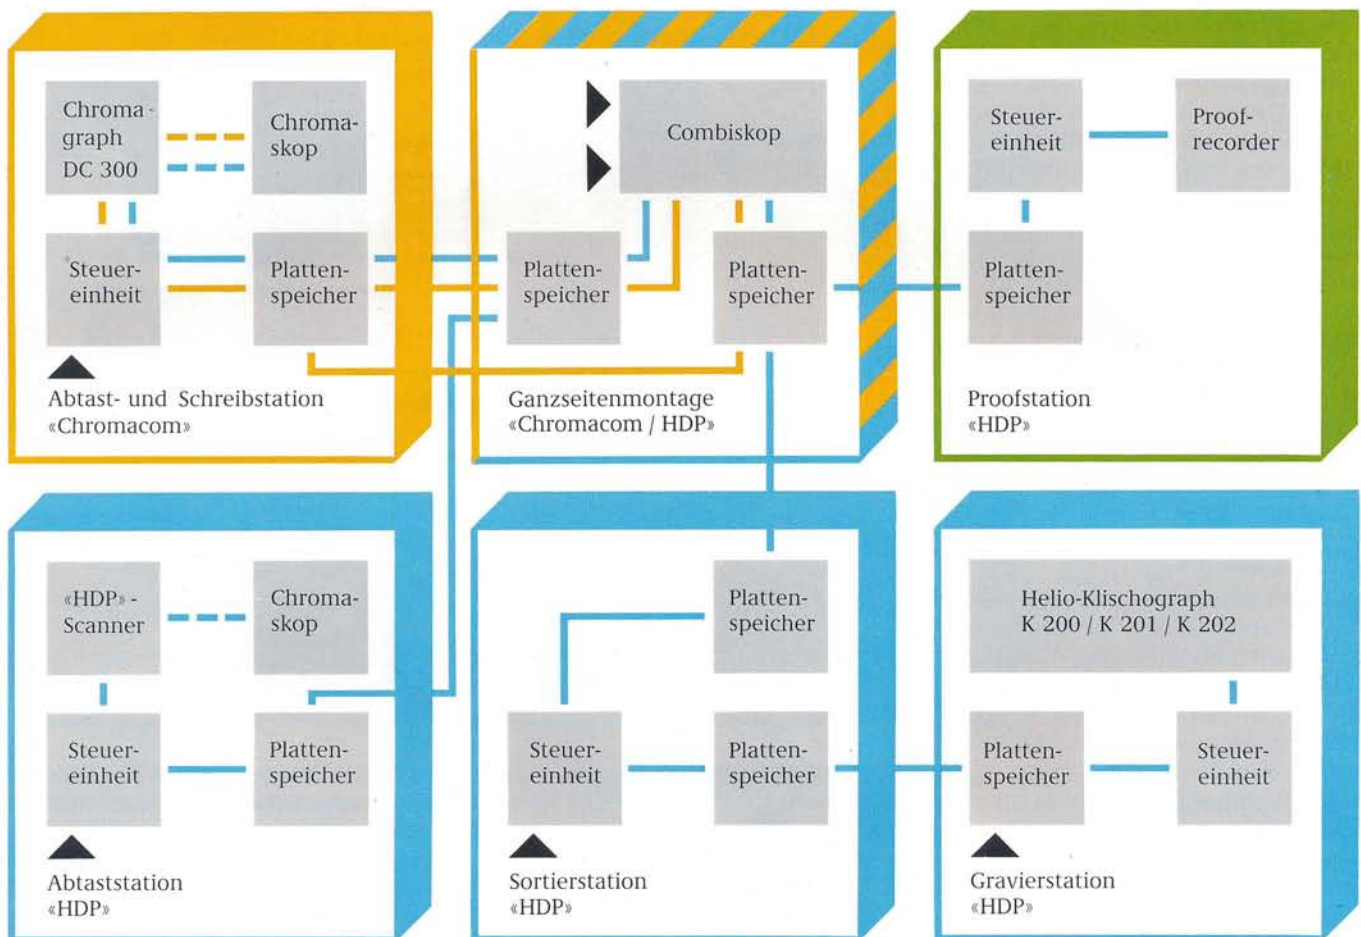 Chroma-
graph
DC 300
Chroma-
skop
Steuer-
einheit
Platten-
speicher
Abtast- und Schreibstation
«Chromacom»
Combiskop
Platten-
speicher
Platten-
speicher
Ganzseitenmontage
«Chromacom / HDP»
Steuer-
einheit
Proof-
recorder
Platten-
speicher
Proofstation
«HDP»
«HDP»-
Scanner
Chroma-
skop
Steuer-
einheit
Platten-
speicher
Abtaststation
«HDP»
Platten-
speicher
Steuer-
einheit
Platten-
speicher
Sortierstation
«HDP»
Helio-Klischograph
K 200 / K 201 / K 202
Platten-
speicher
Steuer-
einheit
Gravierstation
«HDP»